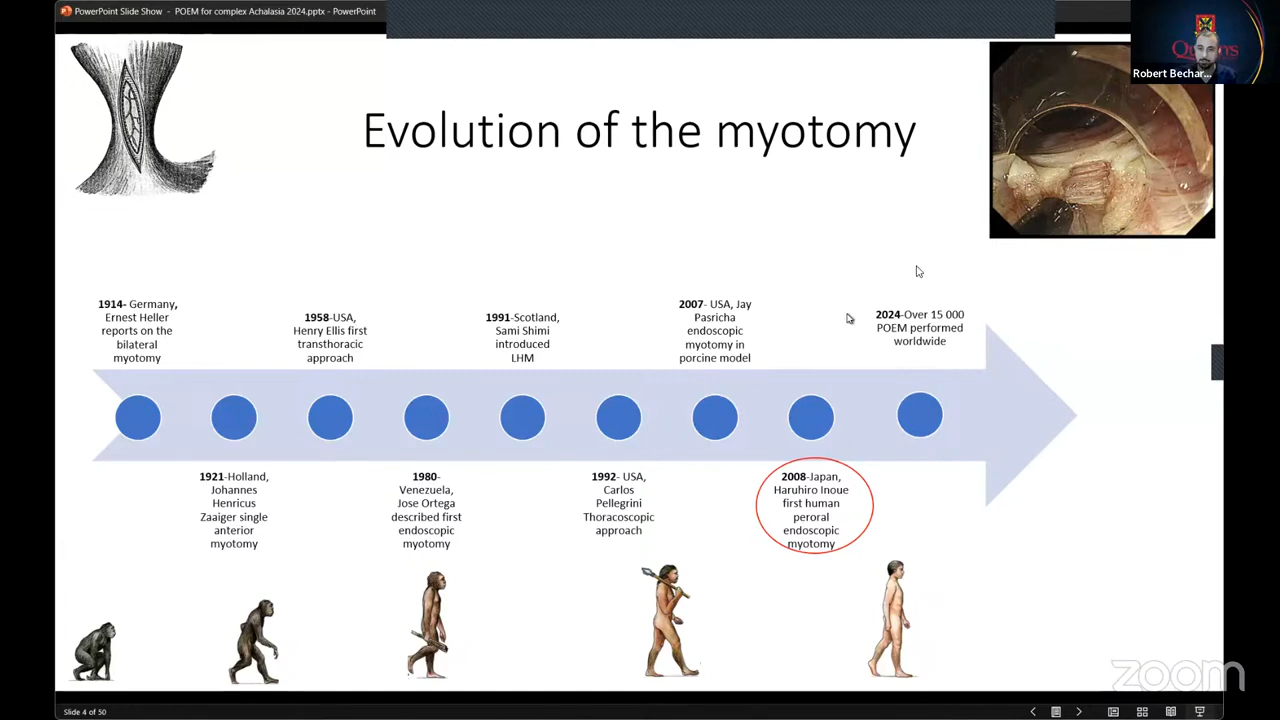 PowerPoint Slide Show - POEM for complex Achalasia 2024.pptx - PowerPoint
Robert Bechar...
Evolution of the myotomy
1914- Germany,
Ernest Heller
reports on the
bilateral
myotomy
1958-USA,
Henry Ellis first
transthoracic
approach
1991-Scotland,
Sami Shimi
introduced
LHM
2007- USA, Jay
Pasricha
endoscopic
myotomy in
porcine model
2024-Over 15 000
POEM performed
worldwide
1921-Holland,
Johannes
Henricus
Zaaiger single
anterior
myotomy
1980-
Venezuela,
Jose Ortega
described first
endoscopic
myotomy
1992- USA,
Carlos
Pellegrini
Thoracoscopic
approach
2008-Japan,
Haruhiro Inoue
first human
peroral
endoscopic
myotomy
zoom
Slide 4 of 50